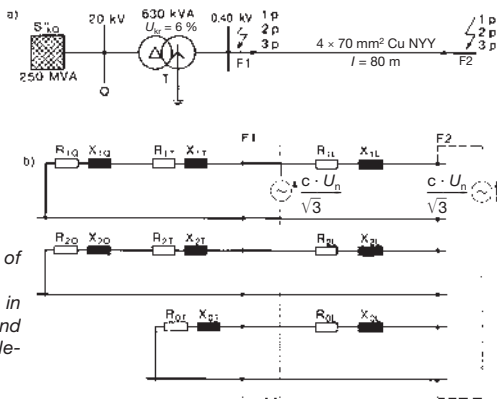 a)
S"kQ
250 MVA
20 kV
Q
630 kVA
Ukr = 6 %
T
0.40 kV
1 p
2 p
3 p
F1
4 × 70 mm² Cu NYY
l = 80 m
1 p
2 p
3 p
F2
b)
R1Q X1Q R1T X1T F1 R1L X1L F2
c · Un
√3
c · Un
√3
of
R2Q X2Q R2T X2T R2L X2L
in
nd
le-
R0T X0T R0L X0L